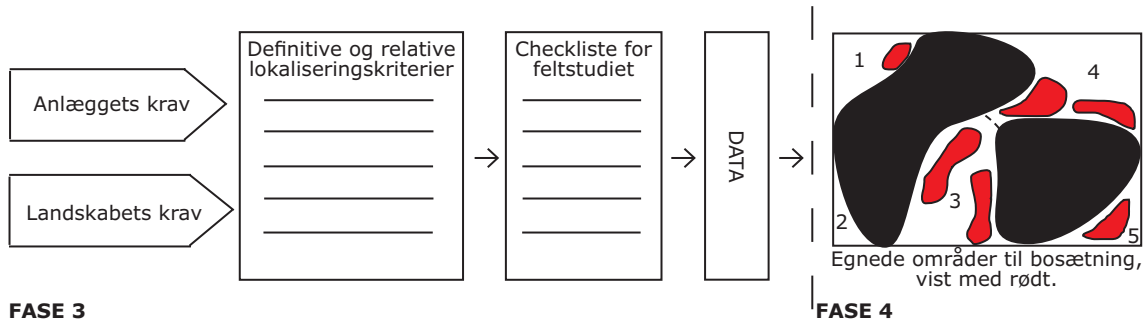 Anlæggets krav
Landskabets krav
Definitive og relative
lokaliseringskriterier
Checkliste for
feltstudiet
DATA
1
2
3
4
5
Egnede områder til bosætning,
vist med rødt.
FASE 3
FASE 4